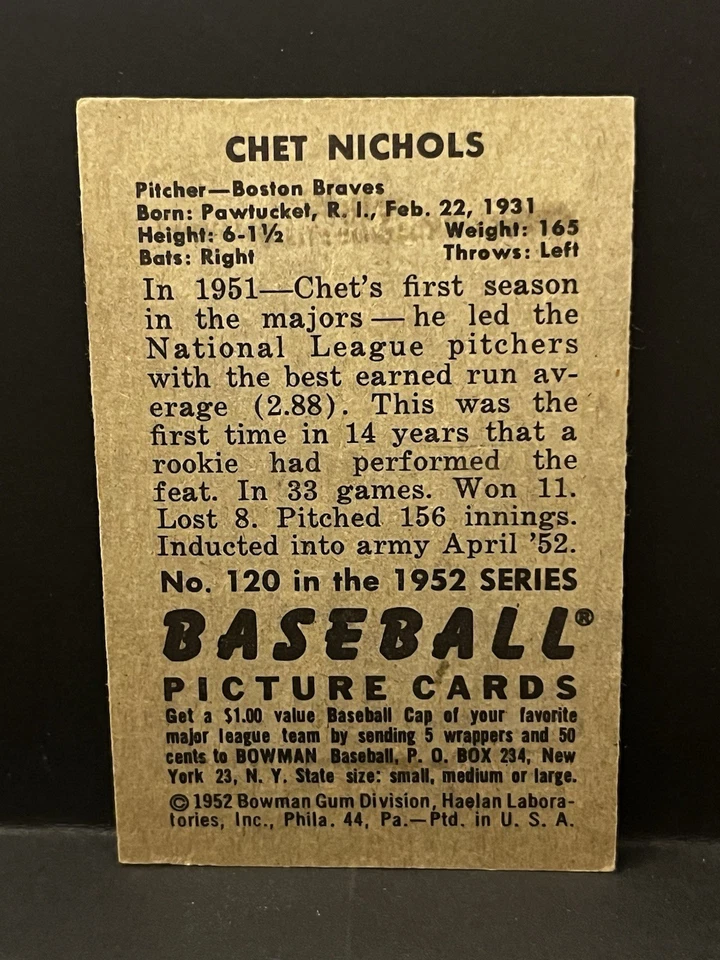 CHET NICHOLS
Pitcher—Boston Braves
Born: Pawtucket, R. I., Feb. 22, 1931
Height: 6-1½ Weight: 165
Bats: Right Throws: Left
In 1951—Chet's first season
in the majors — he led the
National League pitchers
with the best earned run av-
erage (2.88). This was the
first time in 14 years that a
rookie had performed the
feat. In 33 games. Won 11.
Lost 8. Pitched 156 innings.
Inducted into army April '52.
No. 120 in the 1952 SERIES
BASEBALL®
PICTURE CARDS
Get a $1.00 value Baseball Cap of your favorite
major league team by sending 5 wrappers and 50
cents to BOWMAN Baseball, P. O. BOX 234, New
York 23, N. Y. State size: small, medium or large.
© 1952 Bowman Gum Division, Haelan Labora-
tories, Inc., Phila. 44, Pa.—Ptd. in U. S. A.